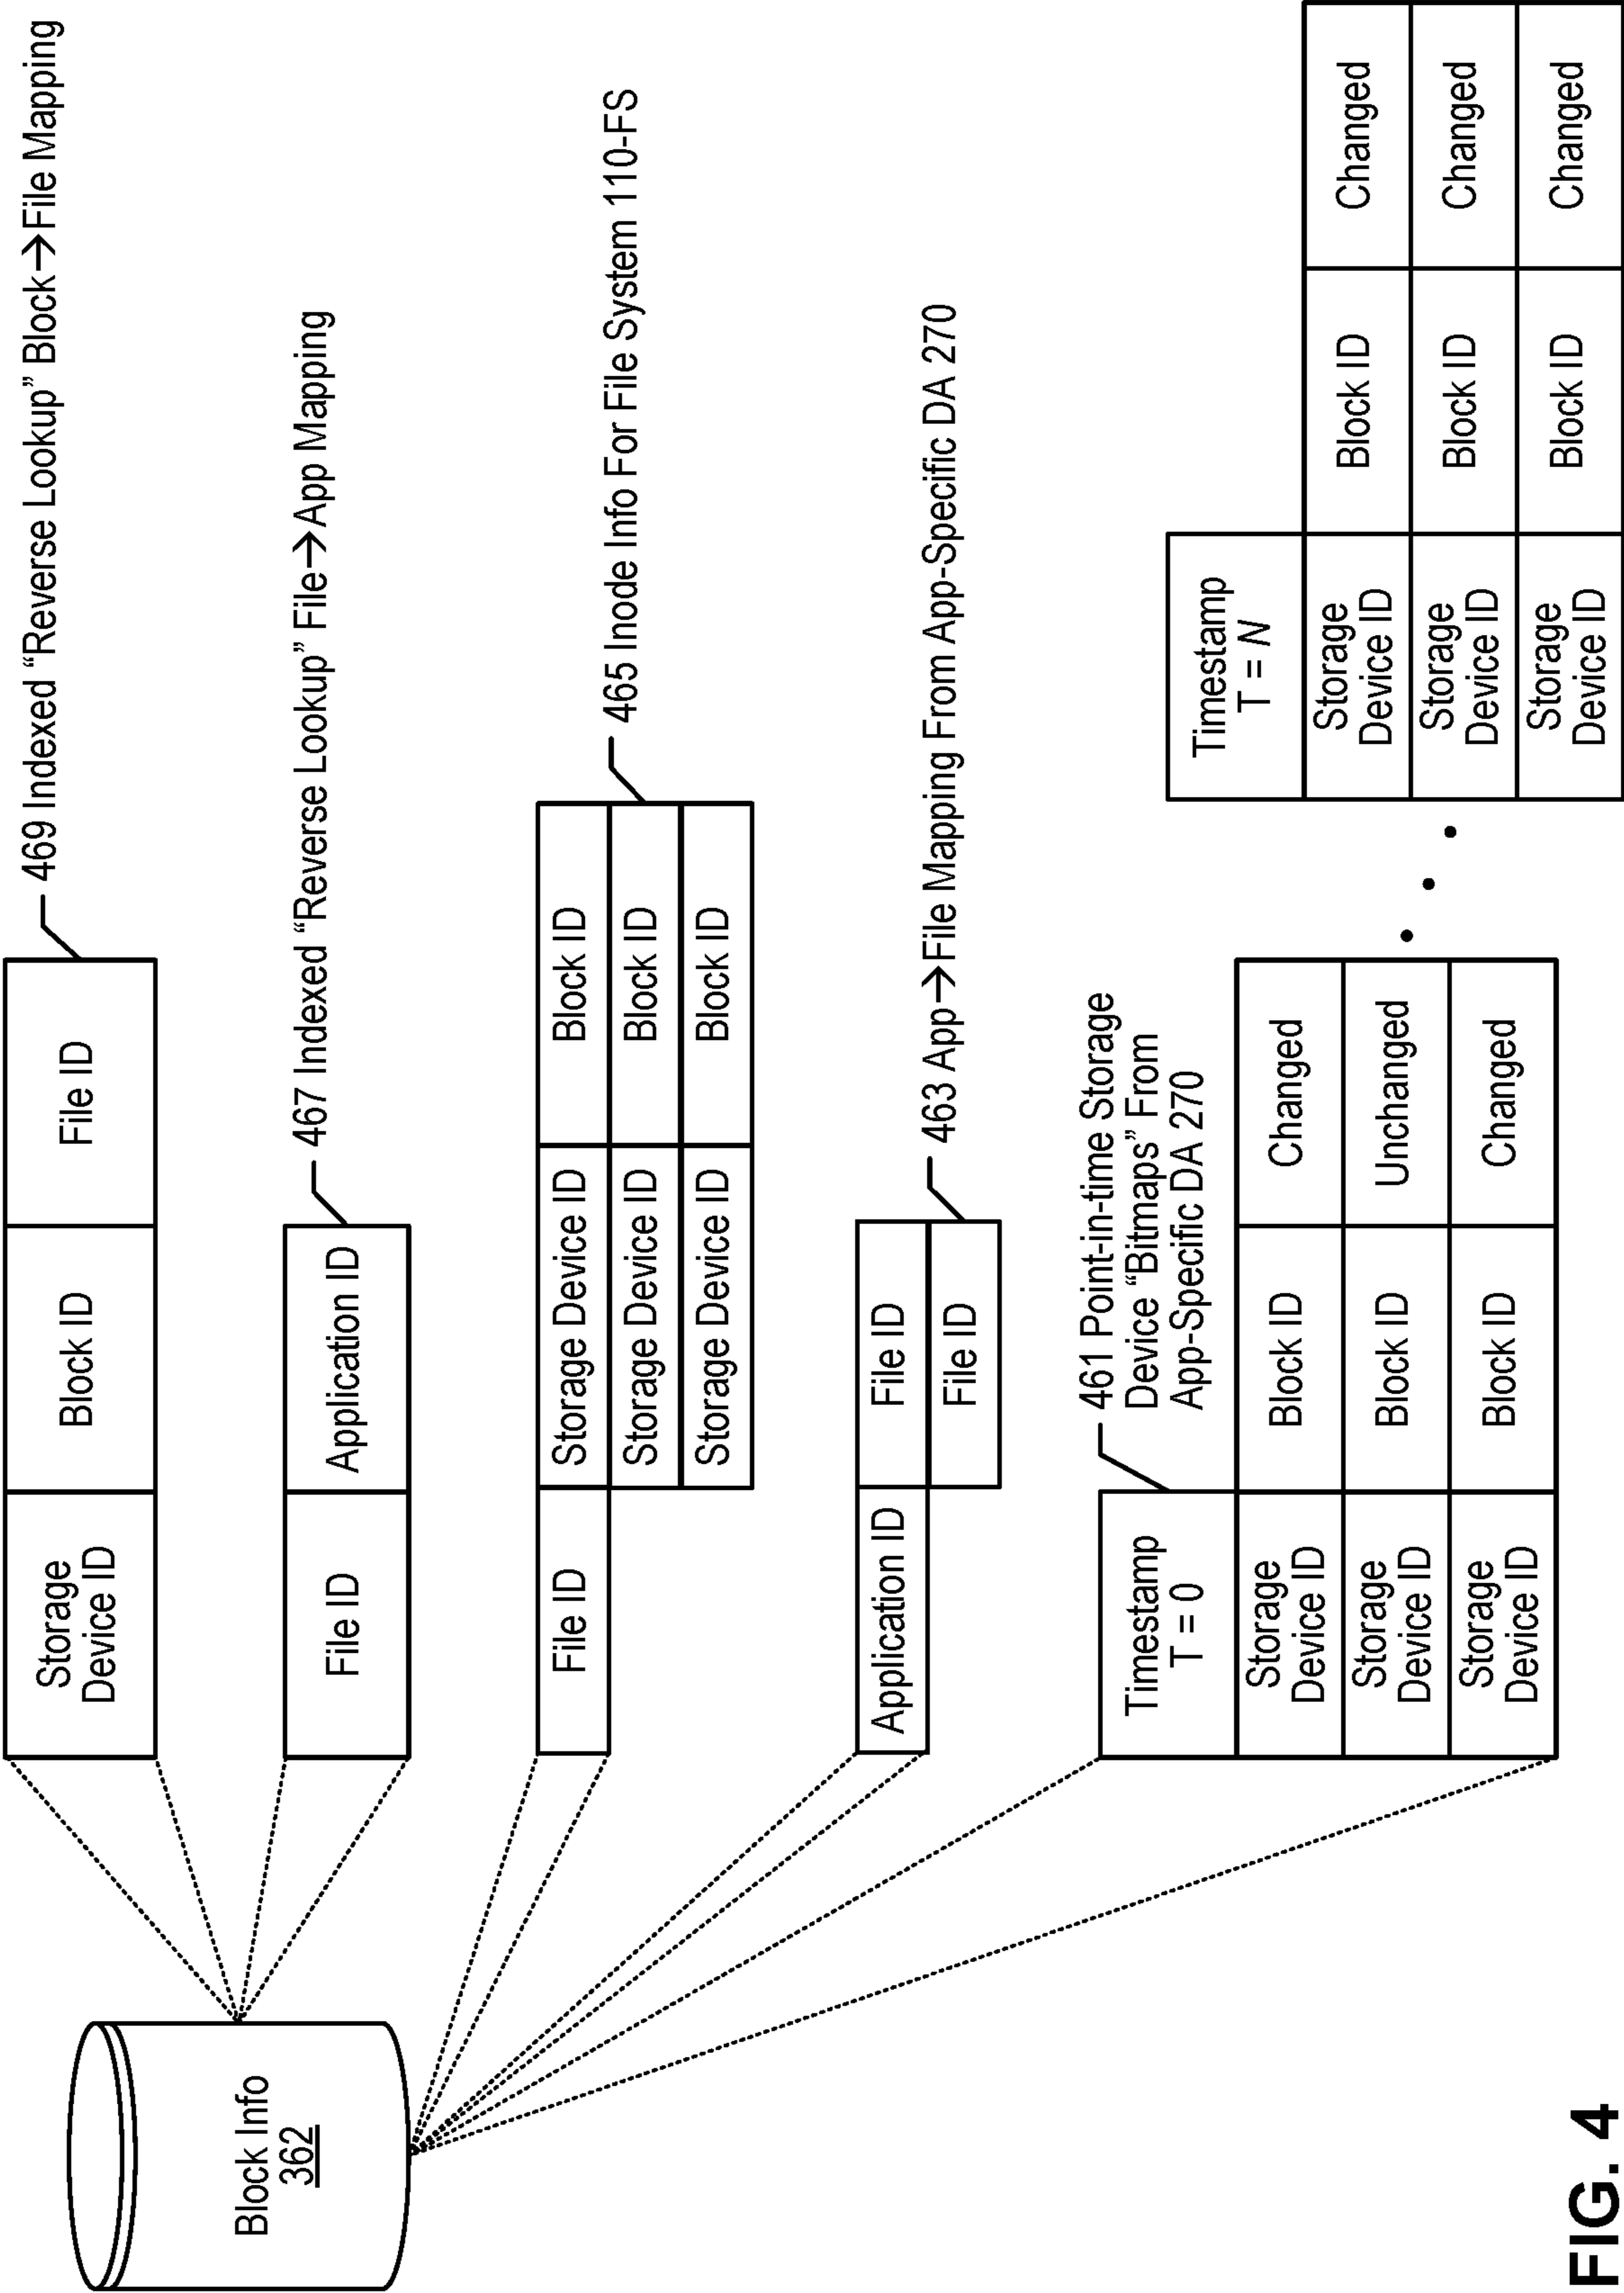 Block Info
362
Storage
Device ID
Block ID
File ID
469 Indexed “Reverse Lookup” Block→File Mapping
File ID
Application ID
467 Indexed “Reverse Lookup” File→App Mapping
File ID
Storage Device ID
Block ID
Storage Device ID
Block ID
Storage Device ID
Block ID
465 Inode Info For File System 110-FS
Application ID
File ID
File ID
463 App→File Mapping From App-Specific DA 270
461 Point-in-time Storage
Device “Bitmaps” From
App-Specific DA 270
Timestamp
T = 0
Storage
Device ID
Block ID
Changed
Storage
Device ID
Block ID
Unchanged
Storage
Device ID
Block ID
Changed
Timestamp
T = N
Storage
Device ID
Block ID
Changed
Storage
Device ID
Block ID
Changed
Storage
Device ID
Block ID
Changed
FIG. 4